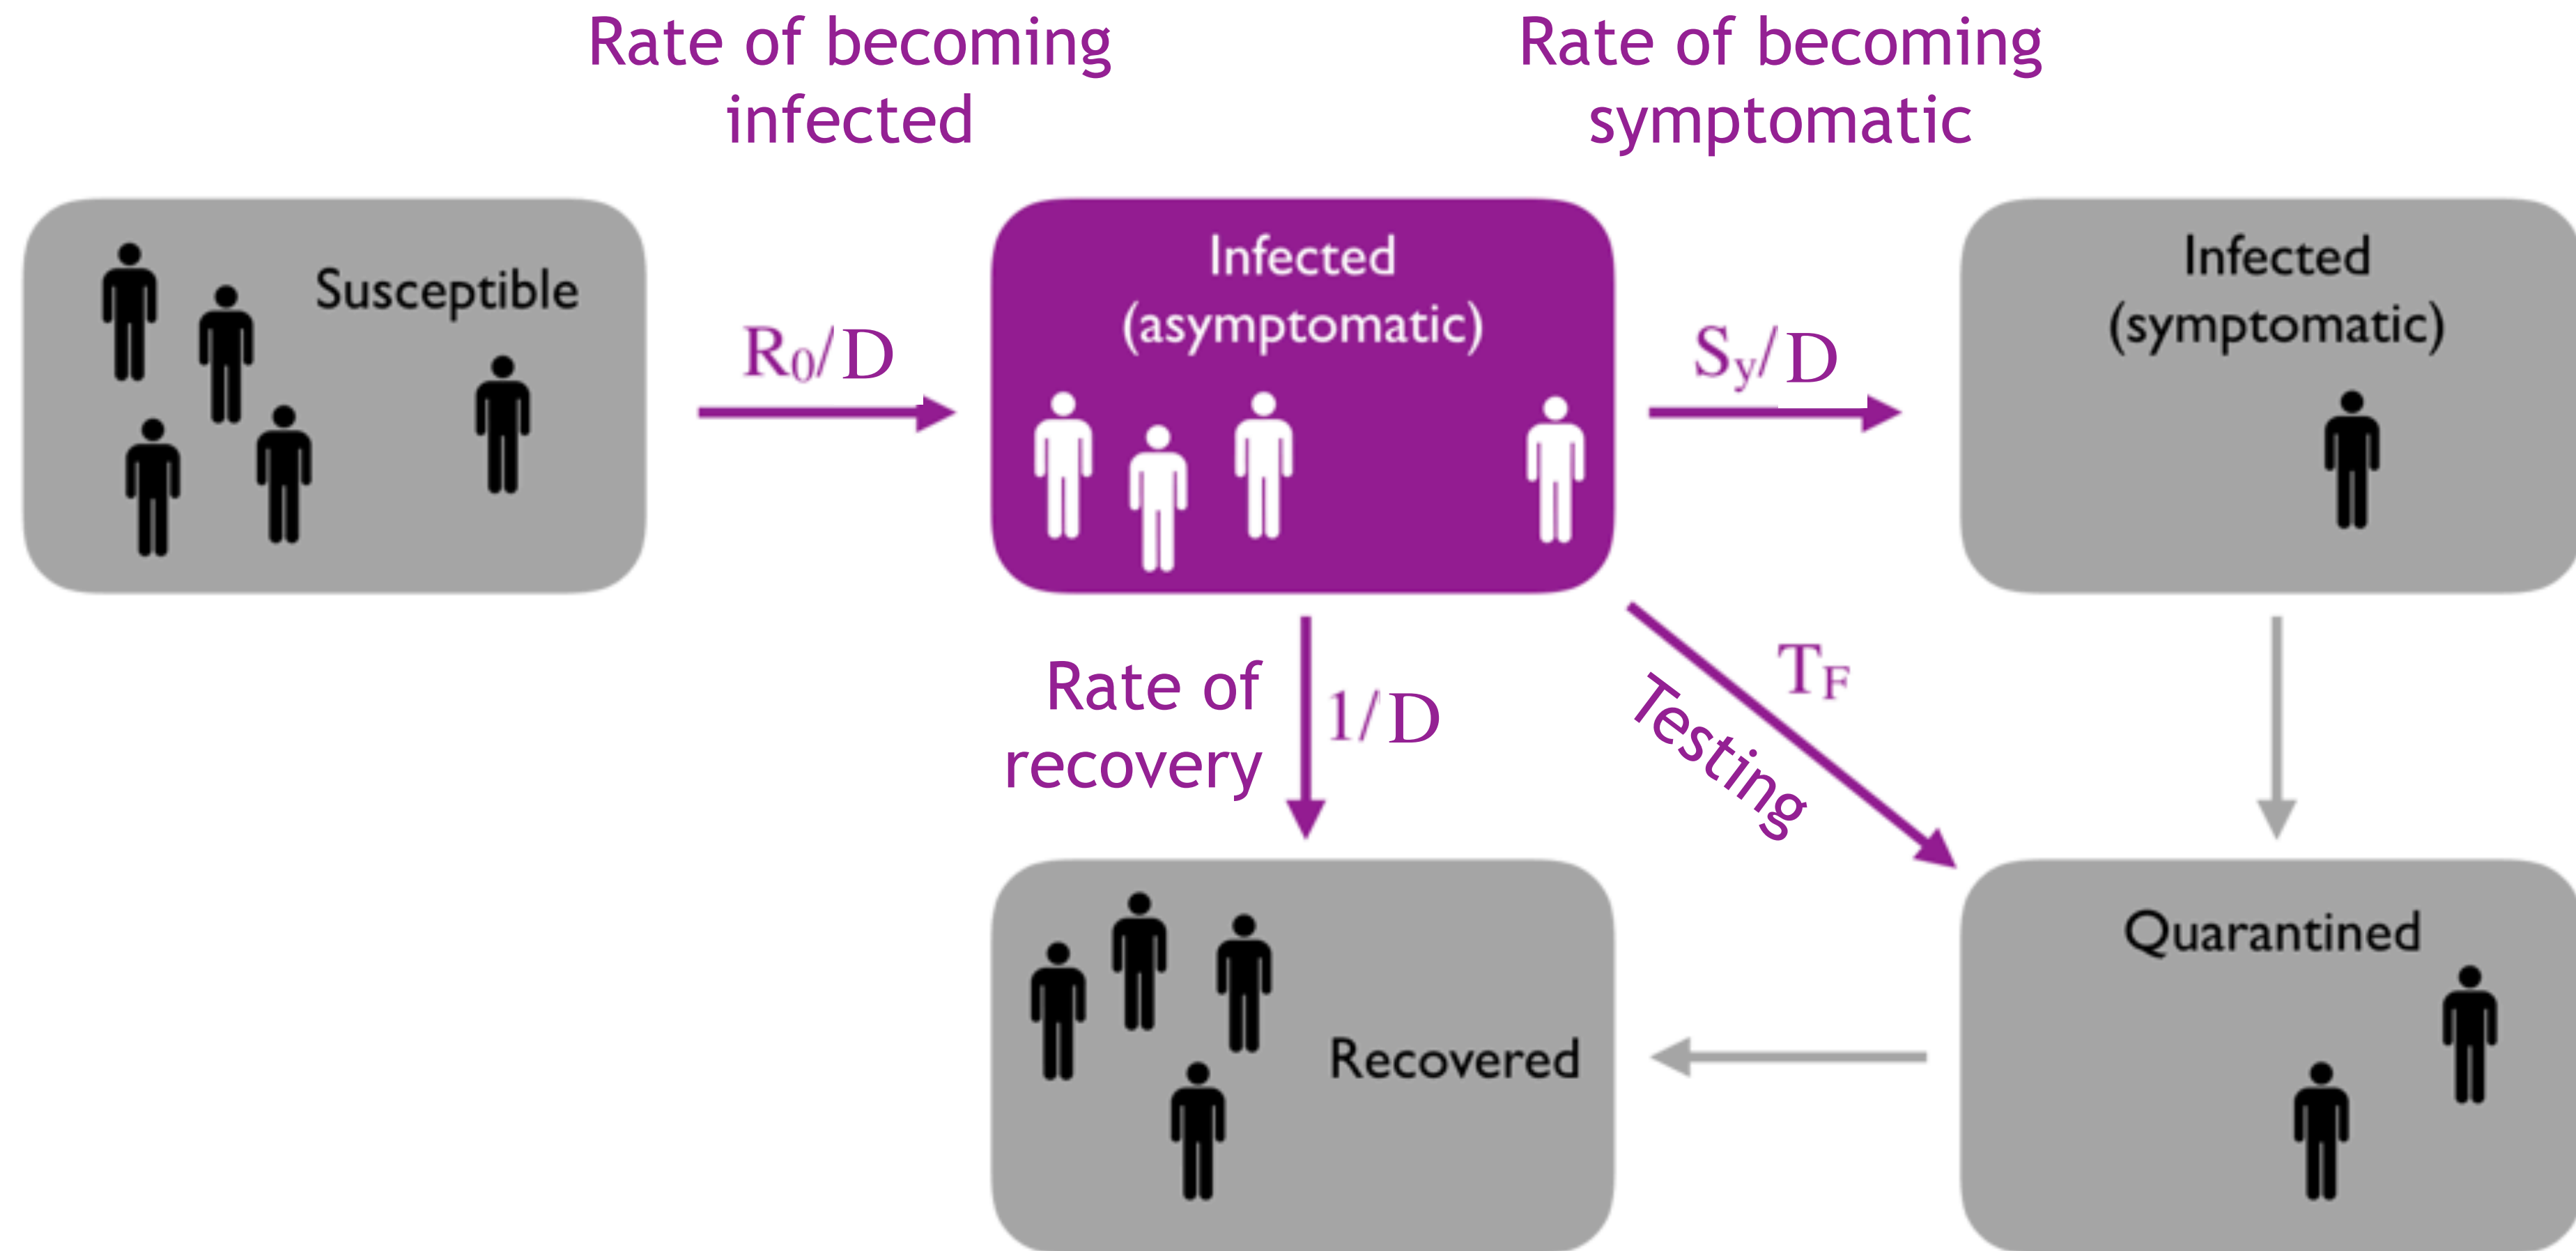 Rate of becoming
infected
Rate of becoming
symptomatic
Susceptible
R₀/D
Infected
(asymptomatic)
Sy/D
Infected
(symptomatic)
Rate of
recovery
1/D
TF
Testing
Recovered
Quarantined